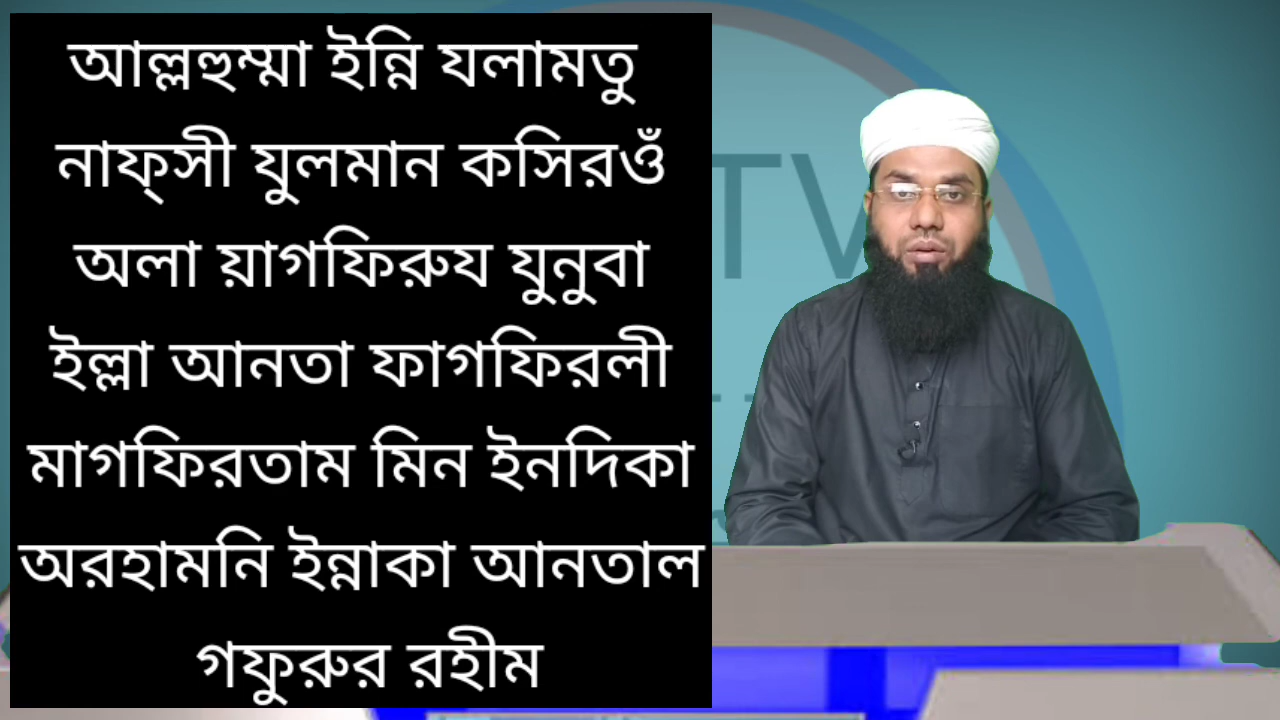 আল্লহুম্মা ইন্নি যলামতু
নাফ্সী যুলমান কসিরওঁ
অলা য়াগফিরুয যুনুবা
ইল্লা আনতা ফাগফিরলী
মাগফিরতাম মিন ইনদিকা
অরহামনি ইন্নাকা আনতাল
গফুরুর রহীম
TV